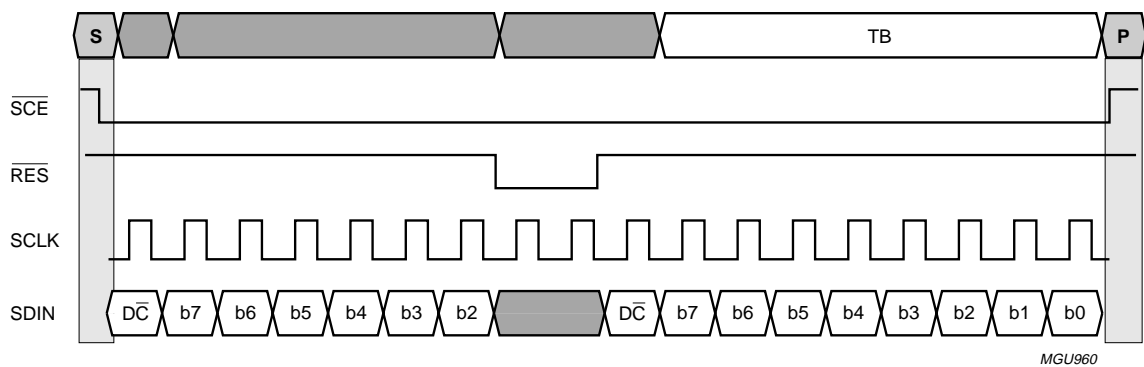 S TB P
SCE
RES
SCLK
SDIN DC b7 b6 b5 b4 b3 b2 DC b7 b6 b5 b4 b3 b2 b1 b0
MGU960